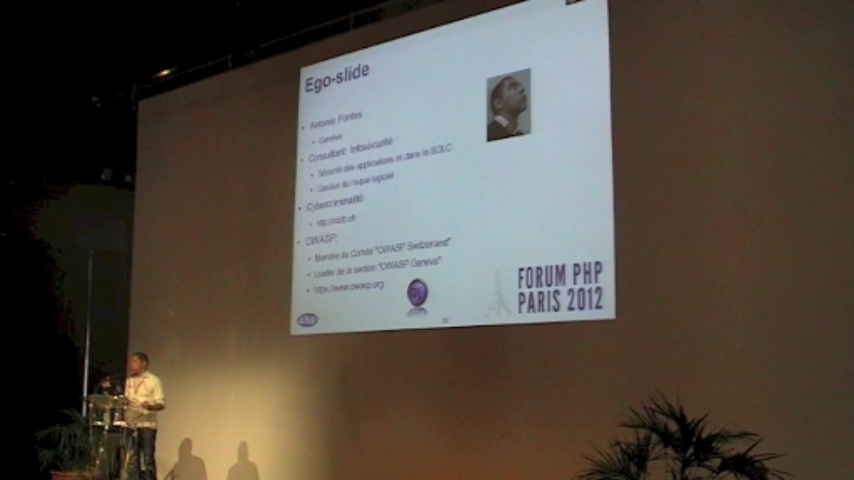 Ego-slide
Antonio Fontes
Genève
Consultant Infosécurité
Sécurité des applications et dans le SDLC
Gestion du risque logiciel
Cybercriminalité
OWASP:
Membre du Comité "OWASP Switzerland"
Leader de la section "OWASP Geneva"
https://www.owasp.org
FORUM PHP
PARIS 2012